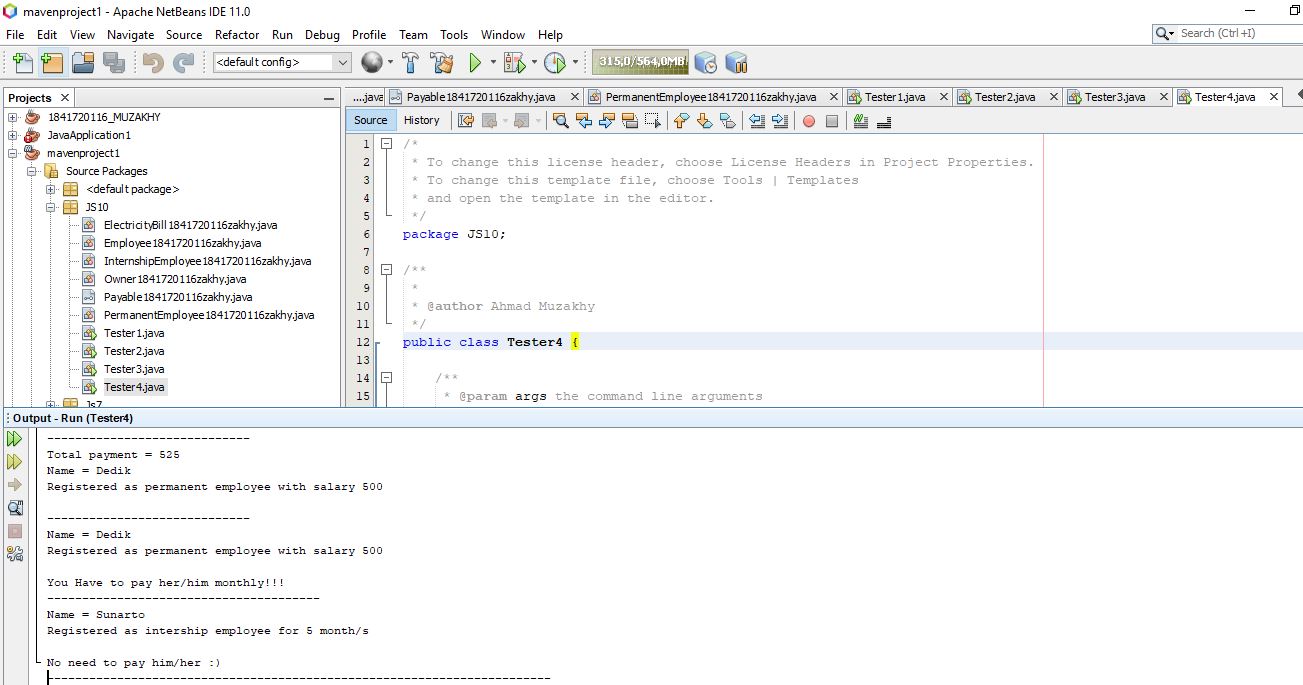 mavenproject1 - Apache NetBeans IDE 11.0
File Edit View Navigate Source Refactor Run Debug Profile Team Tools Window Help
Search (Ctrl+I)
<default config>
315,0/564,0MB
Projects
1841720116_MUZAKHY
JavaApplication1
mavenproject1
Source Packages
<default package>
JS10
ElectricityBill1841720116zakhy.java
Employee1841720116zakhy.java
InternshipEmployee1841720116zakhy.java
Owner1841720116zakhy.java
Payable1841720116zakhy.java
PermanentEmployee1841720116zakhy.java
Tester1.java
Tester2.java
Tester3.java
Tester4.java
Js7
....java Payable1841720116zakhy.java PermanentEmployee1841720116zakhy.java Tester1.java Tester2.java Tester3.java Tester4.java
Source History
1 /*
2 * To change this license header, choose License Headers in Project Properties.
3 * To change this template file, choose Tools | Templates
4 * and open the template in the editor.
5 */
6 package JS10;
7
8 /**
9 *
10 * @author Ahmad Muzakhy
11 */
12 public class Tester4 {
13
14 /**
15 * @param args the command line arguments
Output - Run (Tester4)
-----------------------------
Total payment = 525
Name = Dedik
Registered as permanent employee with salary 500
-----------------------------
Name = Dedik
Registered as permanent employee with salary 500
You Have to pay her/him monthly!!!
---------------------------------------
Name = Sunarto
Registered as intership employee for 5 month/s
No need to pay him/her :)
------------------------------------------------------------------------